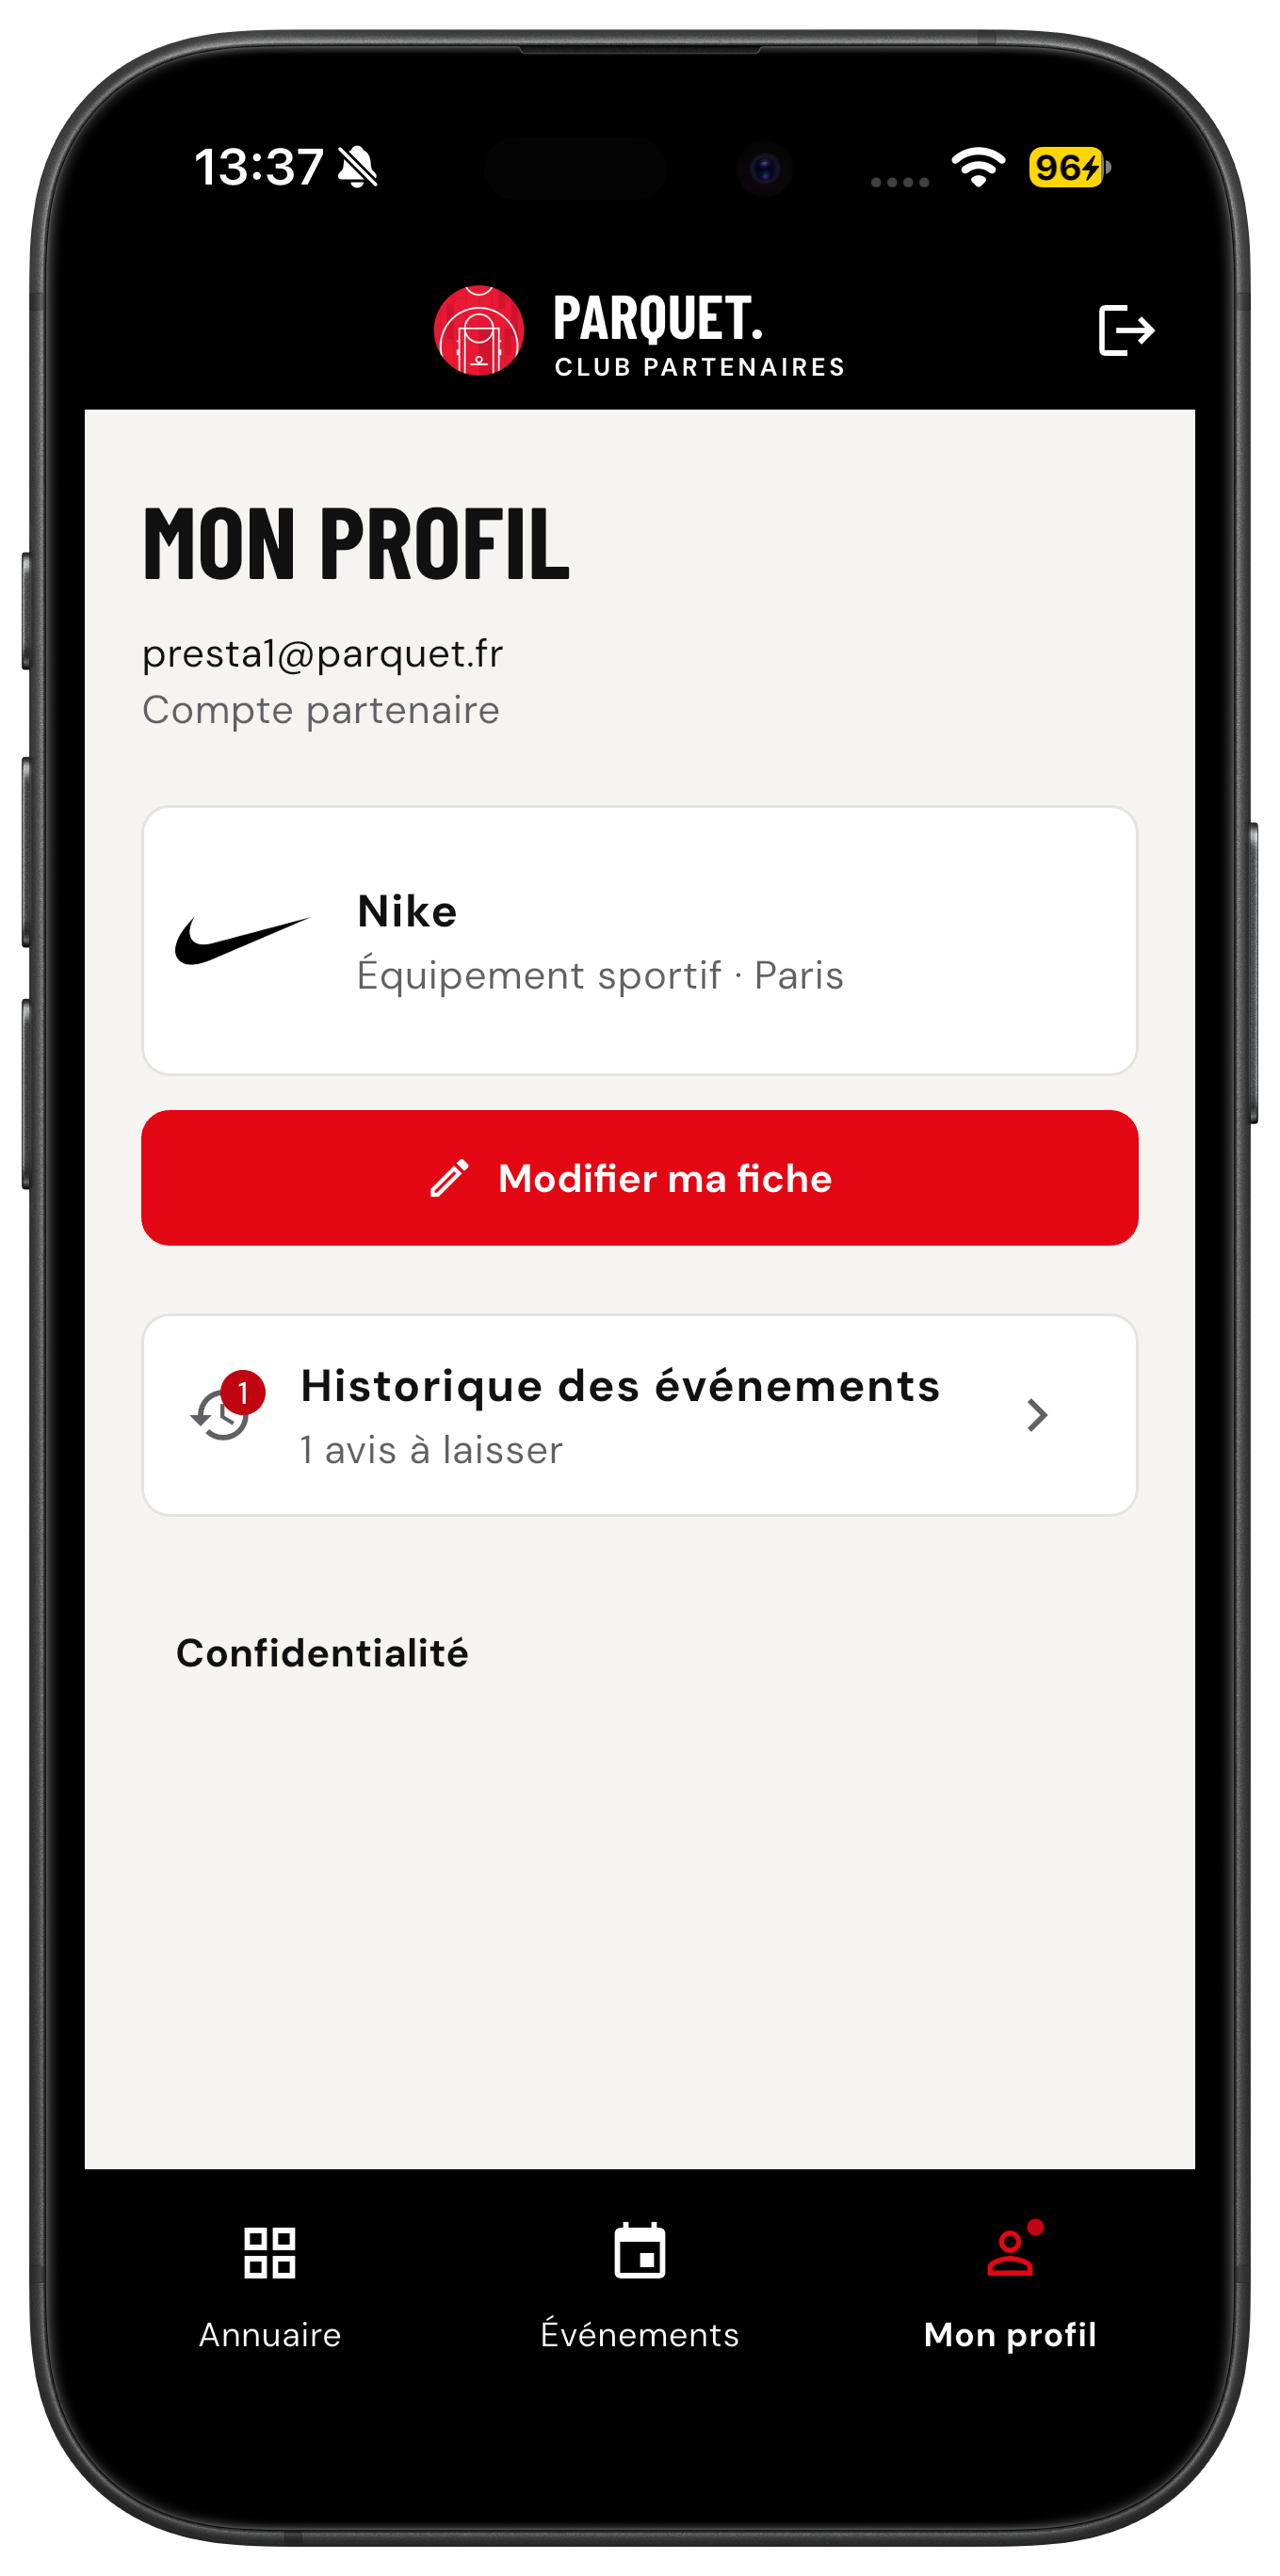 13:37
96
PARQUET.
CLUB PARTENAIRES
MON PROFIL
presta1@parquet.fr
Compte partenaire
Nike
Équipement sportif · Paris
Modifier ma fiche
1
Historique des événements
1 avis à laisser
Confidentialité
Annuaire
Événements
Mon profil